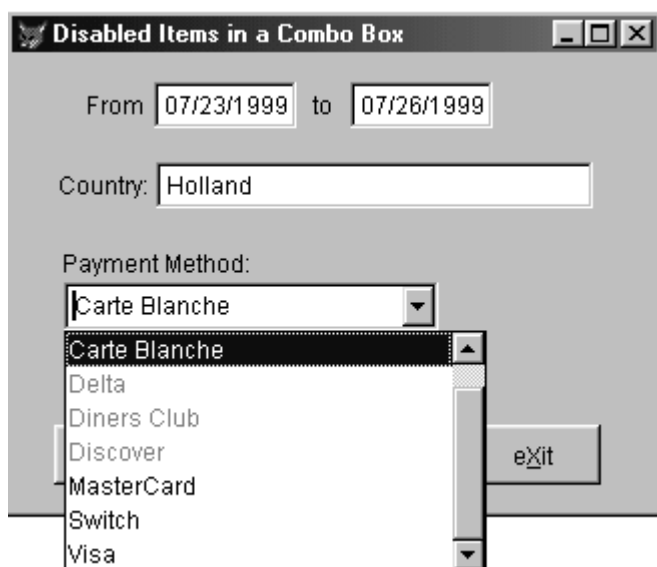 Disabled Items in a Combo Box
From 07/23/1999 to 07/26/1999
Country: Holland
Payment Method:
Carte Blanche
Carte Blanche
Delta
Diners Club
Discover
eXit
MasterCard
Switch
Visa